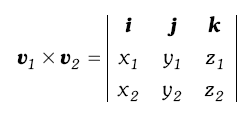 i j k
v₁ × v₂ = x₁ y₁ z₁
x₂ y₂ z₂